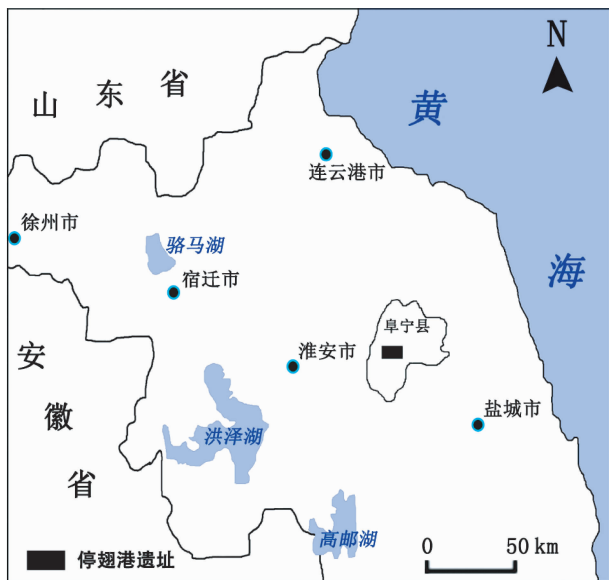 N
黄
海
山东省
连云港市
徐州市
骆马湖
宿迁市
阜宁县
淮安市
安徽省
洪泽湖
盐城市
高邮湖
停翅港遗址
0 50 km